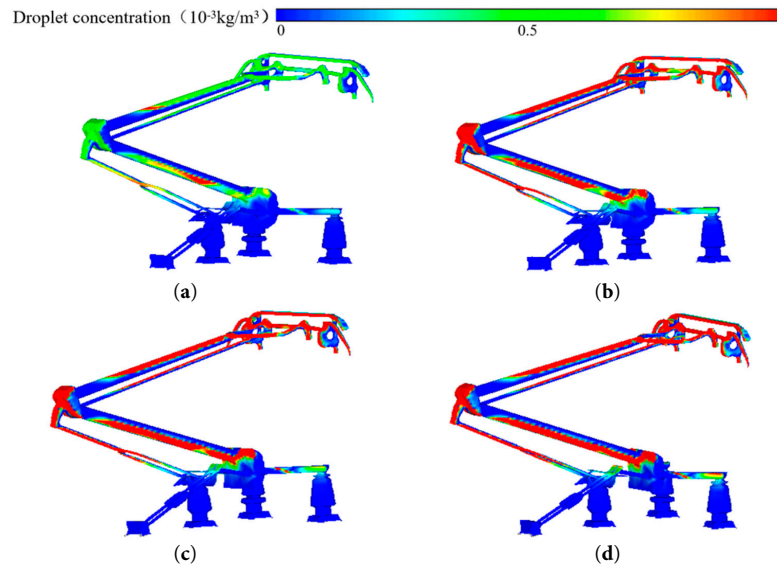 Droplet concentration（10-³kg/m³） 0 0.5
(a) (b)
(c) (d)